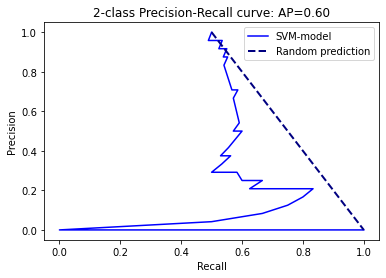 2-class Precision-Recall curve: AP=0.60
SVM-model
Random prediction
Precision
1.0
0.8
0.6
0.4
0.2
0.0
0.0 0.2 0.4 0.6 0.8 1.0
Recall